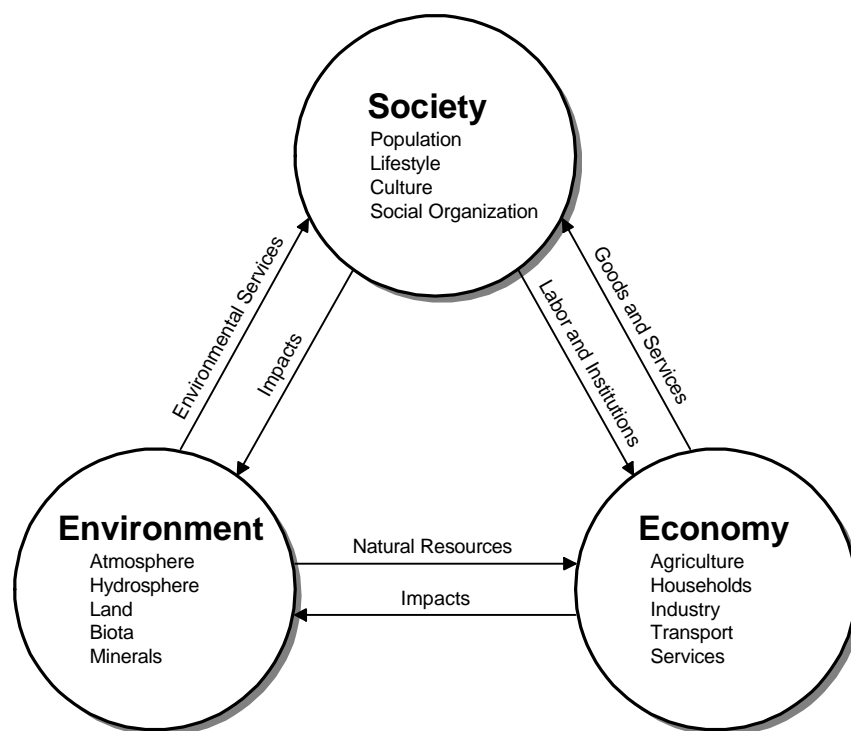 Society
Population
Lifestyle
Culture
Social Organization
Environmental Services
Impacts
Labor and Institutions
Goods and Services
Environment
Atmosphere
Hydrosphere
Land
Biota
Minerals
Natural Resources
Impacts
Economy
Agriculture
Households
Industry
Transport
Services